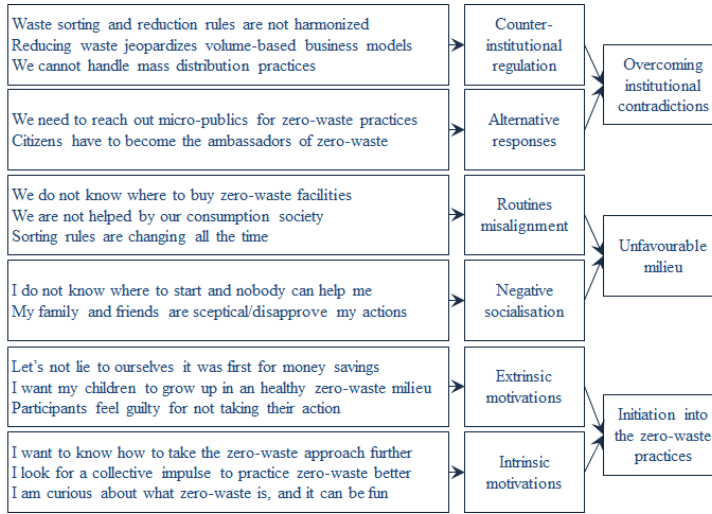 Waste sorting and reduction rules are not harmonized
Reducing waste jeopardizes volume-based business models
We cannot handle mass distribution practices
Counter-
institutional
regulation
We need to reach out micro-publics for zero-waste practices
Citizens have to become the ambassadors of zero-waste
Alternative
responses
Overcoming
institutional
contradictions
We do not know where to buy zero-waste facilities
We are not helped by our consumption society
Sorting rules are changing all the time
Routines
misalignment
I do not know where to start and nobody can help me
My family and friends are sceptical/disapprove my actions
Negative
socialisation
Unfavourable
milieu
Let's not lie to ourselves it was first for money savings
I want my children to grow up in an healthy zero-waste milieu
Participants feel guilty for not taking their action
Extrinsic
motivations
I want to know how to take the zero-waste approach further
I look for a collective impulse to practice zero-waste better
I am curious about what zero-waste is, and it can be fun
Intrinsic
motivations
Initiation into
the zero-waste
practices